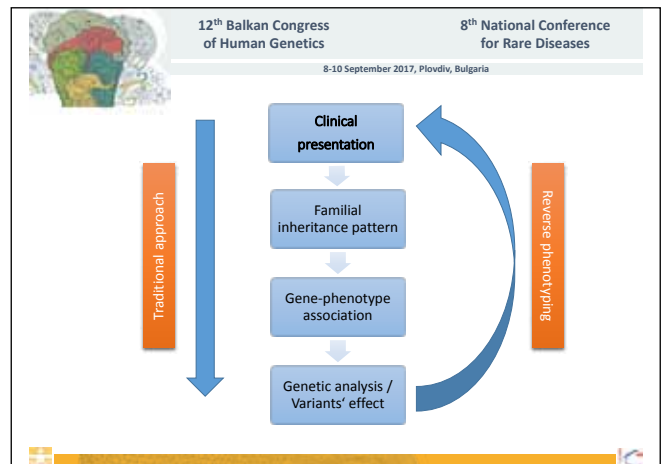 12th Balkan Congress
of Human Genetics
8th National Conference
for Rare Diseases
8-10 September 2017, Plovdiv, Bulgaria
Clinical
presentation
Traditional approach
Familial
inheritance pattern
Gene-phenotype
association
Genetic analysis /
Variants‘ effect
Reverse phenotyping